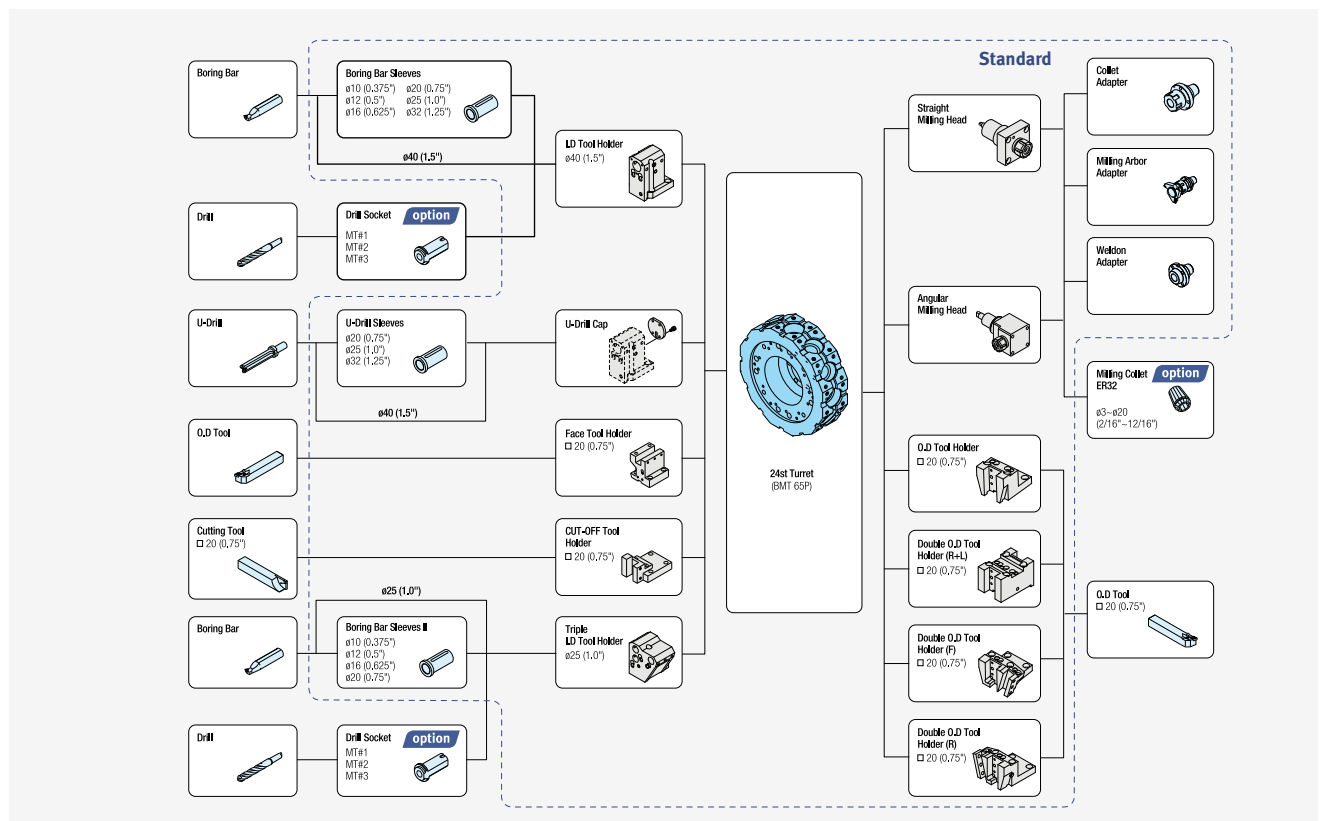 Standard
Boring Bar
Boring Bar Sleeves
ø10 (0.375") ø20 (0.75")
ø12 (0.5") ø25 (1.0")
ø16 (0.625") ø32 (1.25")
ø40 (1.5")
I.D Tool Holder
ø40 (1.5")
Drill
Drill Socket
option
MT#1
MT#2
MT#3
U-Drill
U-Drill Sleeves
ø20 (0.75")
ø25 (1.0")
ø32 (1.25")
ø40 (1.5")
U-Drill Cap
O.D Tool
Face Tool Holder
□ 20 (0.75")
Cutting Tool
□ 20 (0.75")
CUT-OFF Tool
Holder
□ 20 (0.75")
ø25 (1.0")
Boring Bar
Boring Bar Sleeves II
ø10 (0.375")
ø12 (0.5")
ø16 (0.625")
ø20 (0.75")
Triple
I.D Tool Holder
ø25 (1.0")
Drill
Drill Socket
option
MT#1
MT#2
MT#3
24st Turret
(BMT 65P)
Straight
Milling Head
Angular
Milling Head
Collet
Adapter
Milling Arbor
Adapter
Weldon
Adapter
Milling Collet
ER32
option
ø3~ø20
(2/16"~12/16")
O.D Tool Holder
□ 20 (0.75")
Double O.D Tool
Holder (R+L)
□ 20 (0.75")
Double O.D Tool
Holder (F)
□ 20 (0.75")
Double O.D Tool
Holder (R)
□ 20 (0.75")
O.D Tool
□ 20 (0.75")